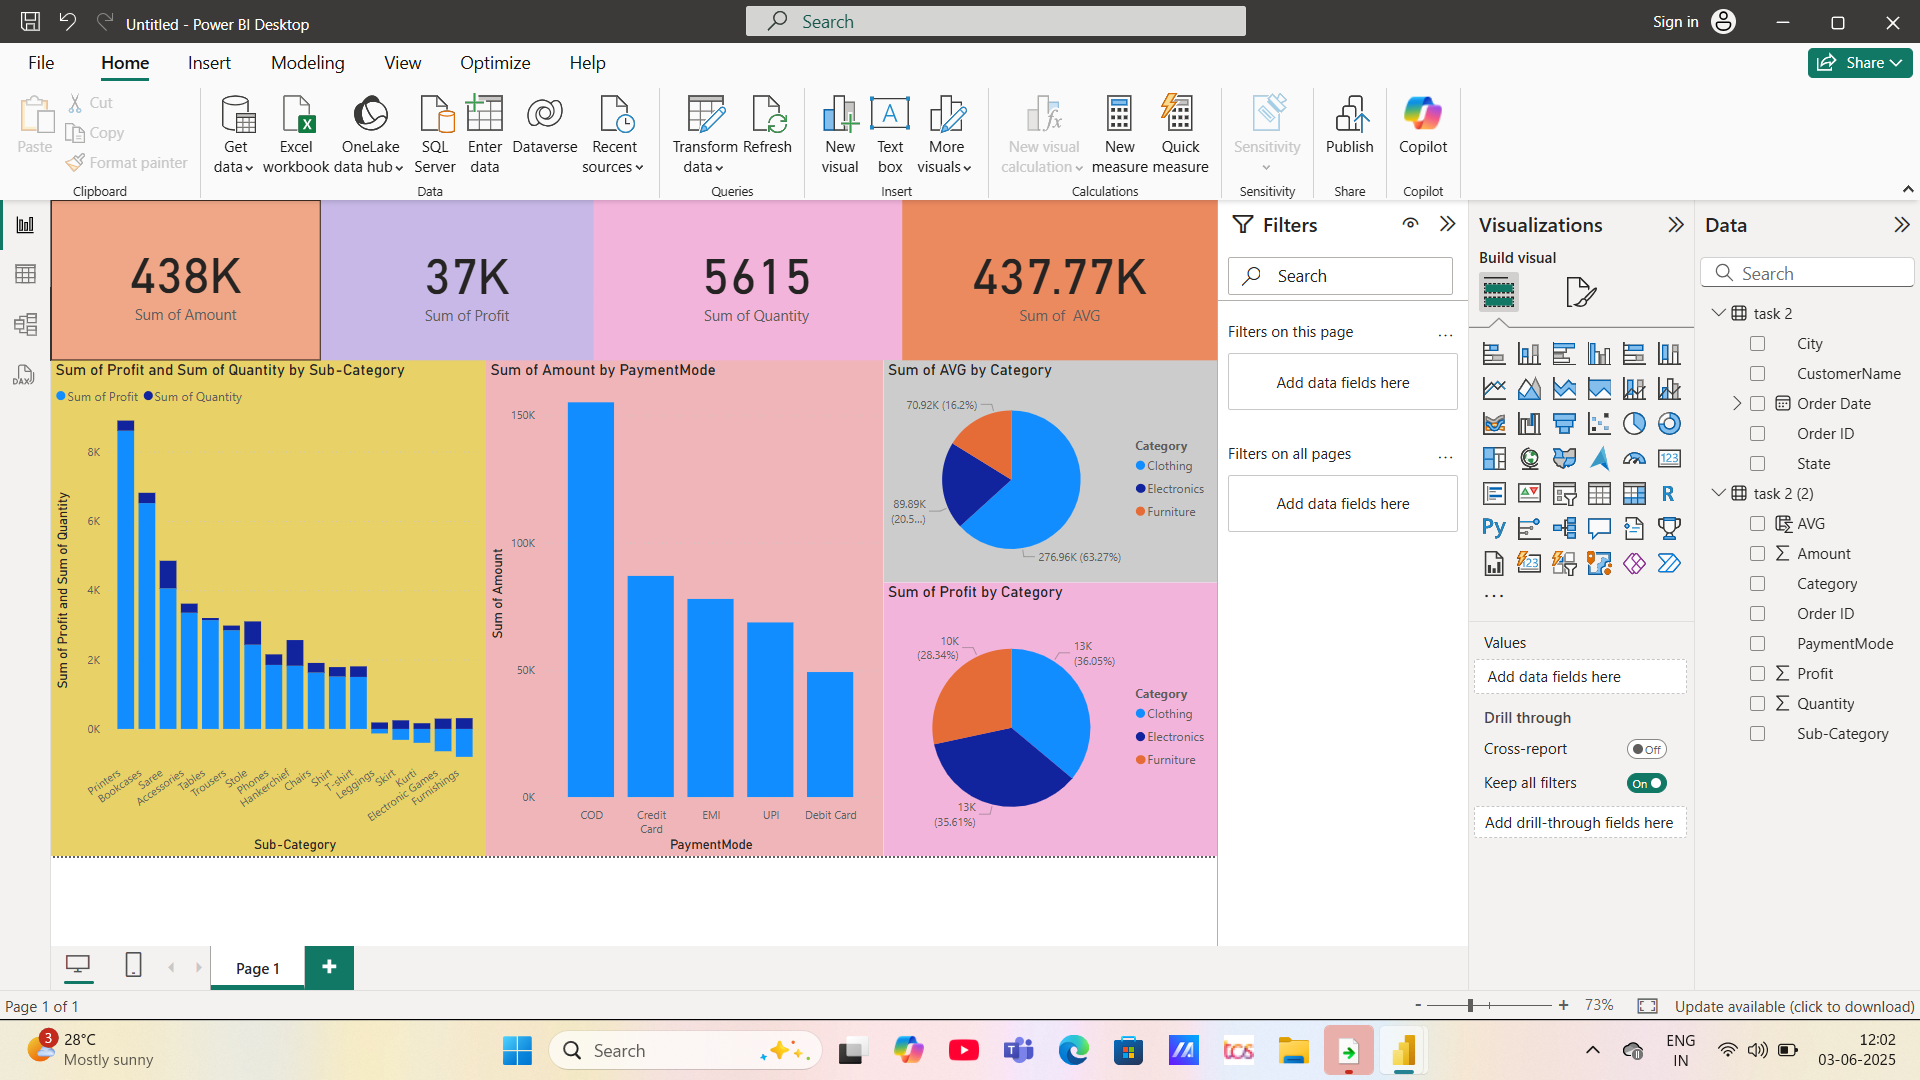 Untitled - Power BI Desktop
Search
Sign in
File
Home
Insert
Modeling
View
Optimize
Help
Share
Paste
Cut
Copy
Format painter
Clipboard
Get data
Excel workbook
OneLake data hub
SQL Server
Enter data
Dataverse
Recent sources
Data
Transform data
Refresh
Queries
New visual
Text box
More visuals
Insert
New visual calculation
New measure
Quick measure
Calculations
Sensitivity
Sensitivity
Publish
Share
Copilot
Copilot
438K
Sum of Amount
37K
Sum of Profit
5615
Sum of Quantity
437.77K
Sum of AVG
Sum of Profit and Sum of Quantity by Sub-Category
Sum of Profit
Sum of Quantity
Sum of Profit and Sum of Quantity
8K
6K
4K
2K
0K
Printers
Bookcases
Saree
Accessories
Tables
Trousers
Stole
Phones
Hankerchief
Chairs
Shirt
T-shirt
Leggings
Skirt
Kurti
Electronic Games
Furnishings
Sub-Category
Sum of Amount by PaymentMode
Sum of Amount
150K
100K
50K
0K
COD
Credit Card
EMI
UPI
Debit Card
PaymentMode
Sum of AVG by Category
70.92K (16.2%)
89.89K
(20.5...)
276.96K (63.27%)
Category
Clothing
Electronics
Furniture
Sum of Profit by Category
10K
(28.34%)
13K
(36.05%)
13K
(35.61%)
Category
Clothing
Electronics
Furniture
Filters
Search
Filters on this page
...
Add data fields here
Filters on all pages
...
Add data fields here
Visualizations
Build visual
123
R
Py
123
...
Values
Add data fields here
Drill through
Cross-report
Off
Keep all filters
On
Add drill-through fields here
Data
Search
task 2
City
CustomerName
Order Date
Order ID
State
task 2 (2)
AVG
Amount
Category
Order ID
PaymentMode
Profit
Quantity
Sub-Category
DAX
Page 1
Page 1 of 1
- + 73%
Update available (click to download)
3
28°C
Mostly sunny
Search
tcs
ENG
IN
12:02
03-06-2025